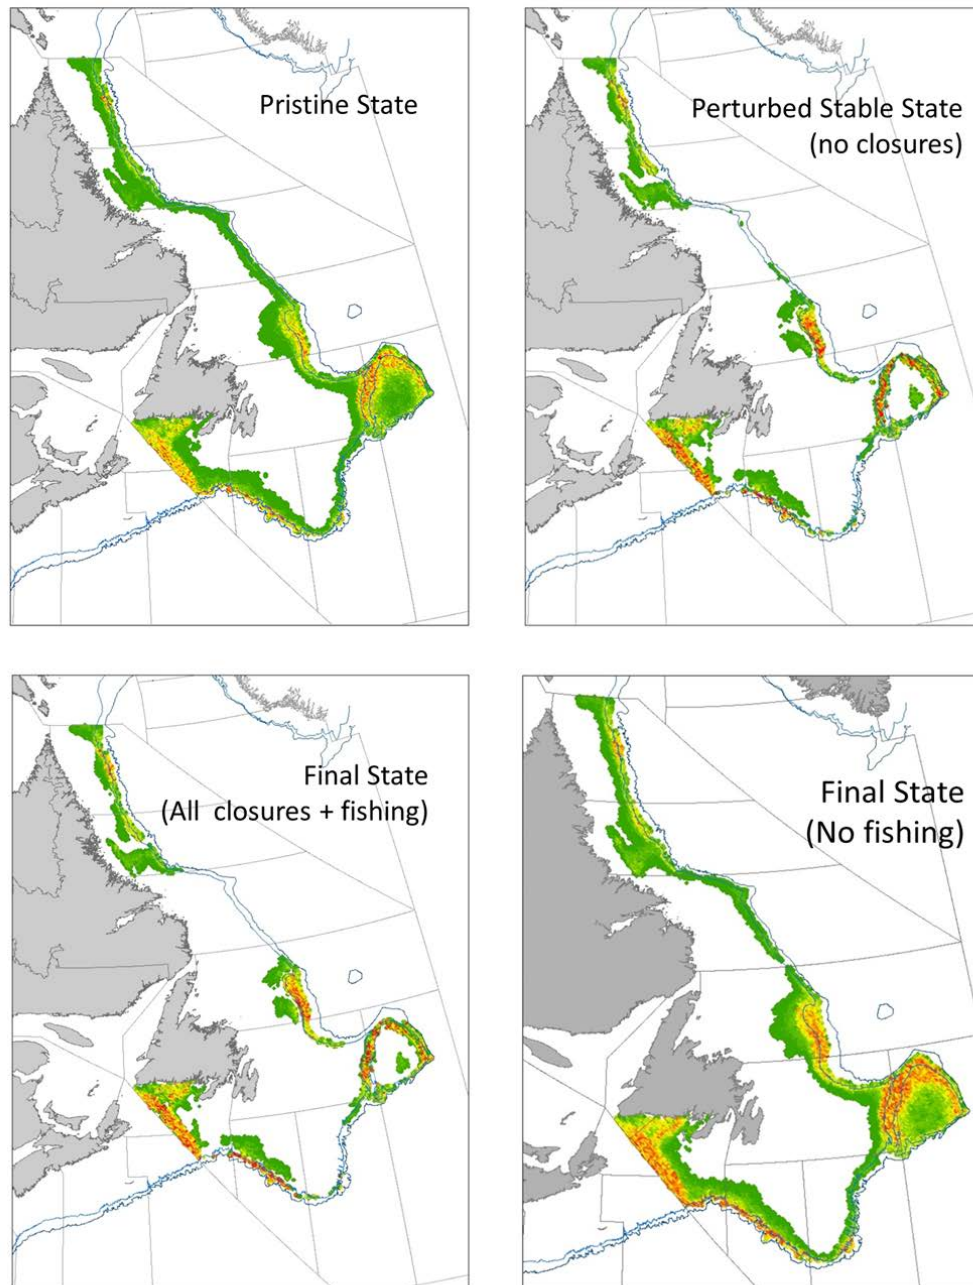 Pristine State
Perturbed Stable State
(no closures)
Final State
(All closures + fishing)
Final State
(No fishing)